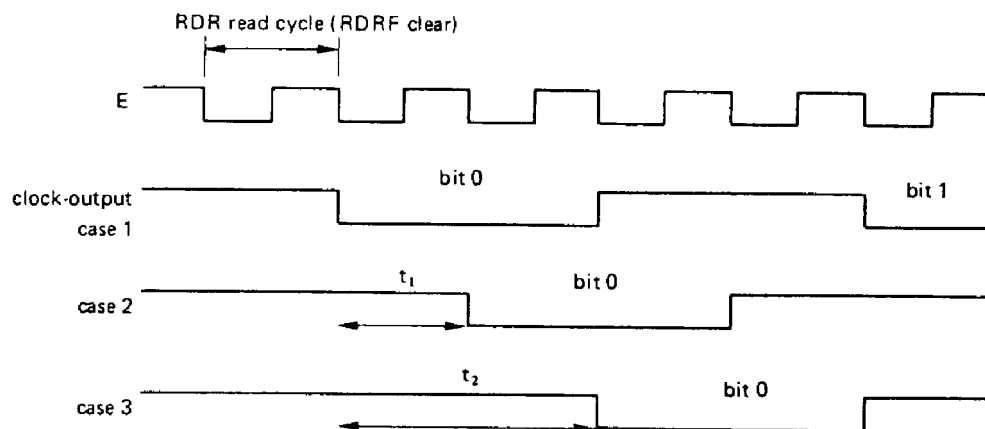 RDR read cycle (RDRF clear)
E
bit 0
clock-output
bit 1
case 1
t₁
bit 0
case 2
t₂
bit 0
case 3